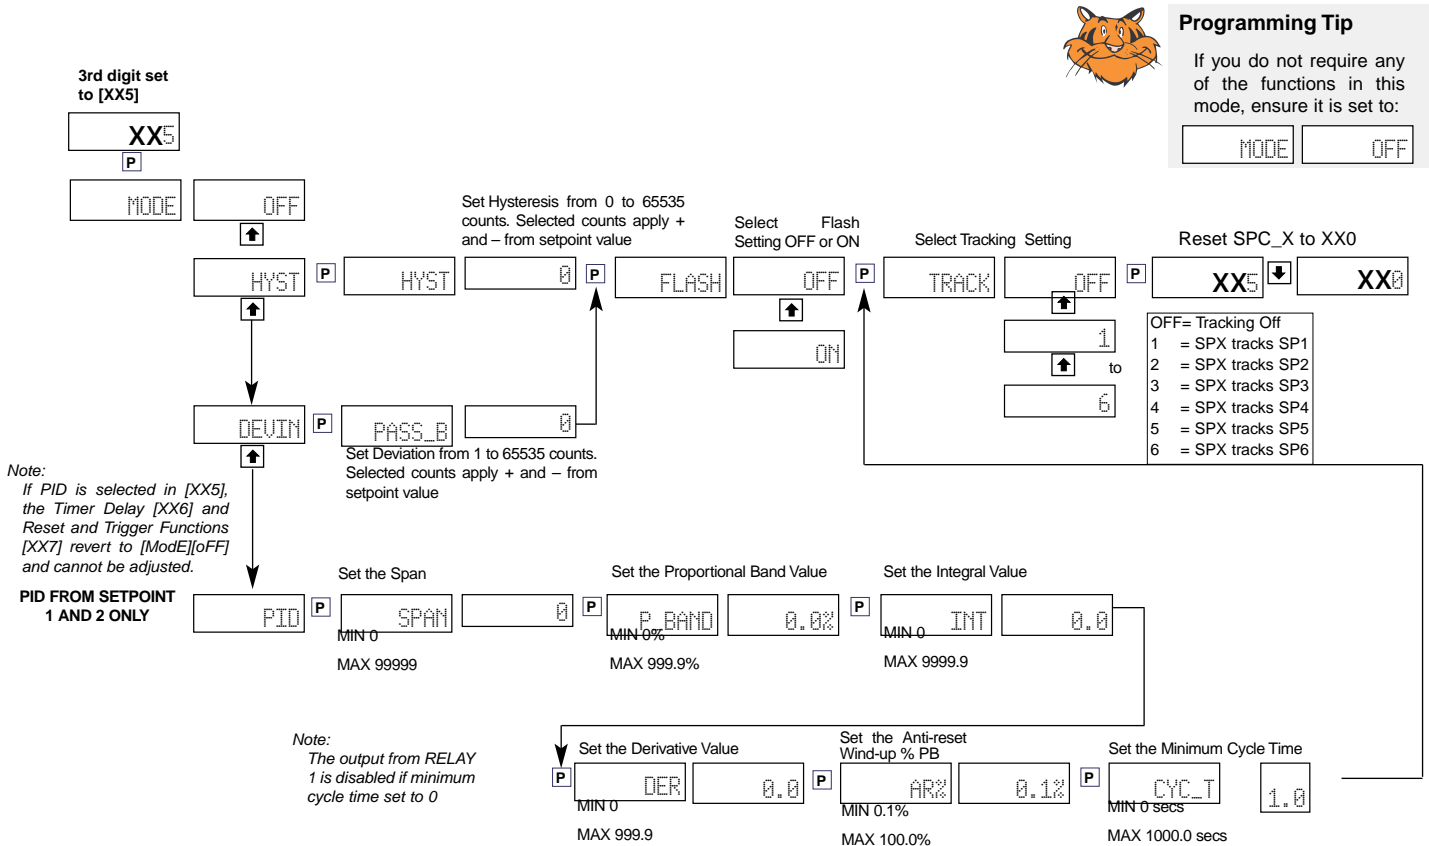 Programming Tip
If you do not require any
of the functions in this
mode, ensure it is set to:
MODE OFF
3rd digit set
to [XX5]
XX5
P
MODE OFF
Set Hysteresis from 0 to 65535
counts. Selected counts apply +
and – from setpoint value
Select Flash
Setting OFF or ON
Select Tracking Setting
Reset SPC_X to XX0
HYST P HYST 0 P FLASH OFF P TRACK OFF P XX5 XX0
ON
1
to
6
OFF= Tracking Off
1 = SPX tracks SP1
2 = SPX tracks SP2
3 = SPX tracks SP3
4 = SPX tracks SP4
5 = SPX tracks SP5
6 = SPX tracks SP6
DEVIN P PASS_B 0
Set Deviation from 1 to 65535 counts.
Selected counts apply + and – from
setpoint value
Note:
If PID is selected in [XX5],
the Timer Delay [XX6] and
Reset and Trigger Functions
[XX7] revert to [ModE][oFF]
and cannot be adjusted.
PID FROM SETPOINT
1 AND 2 ONLY
Set the Span
Set the Proportional Band Value
Set the Integral Value
PID P SPAN 0 P P_BAND 0.0% P INT 0.0
MIN 0
MAX 99999
MIN 0%
MAX 999.9%
MIN 0
MAX 9999.9
Note:
The output from RELAY
1 is disabled if minimum
cycle time set to 0
Set the Derivative Value
Set the Anti-reset
Wind-up % PB
Set the Minimum Cycle Time
P DER 0.0 P AR% 0.1% P CYC_T 1.0
MIN 0
MAX 999.9
MIN 0.1%
MAX 100.0%
MIN 0 secs
MAX 1000.0 secs